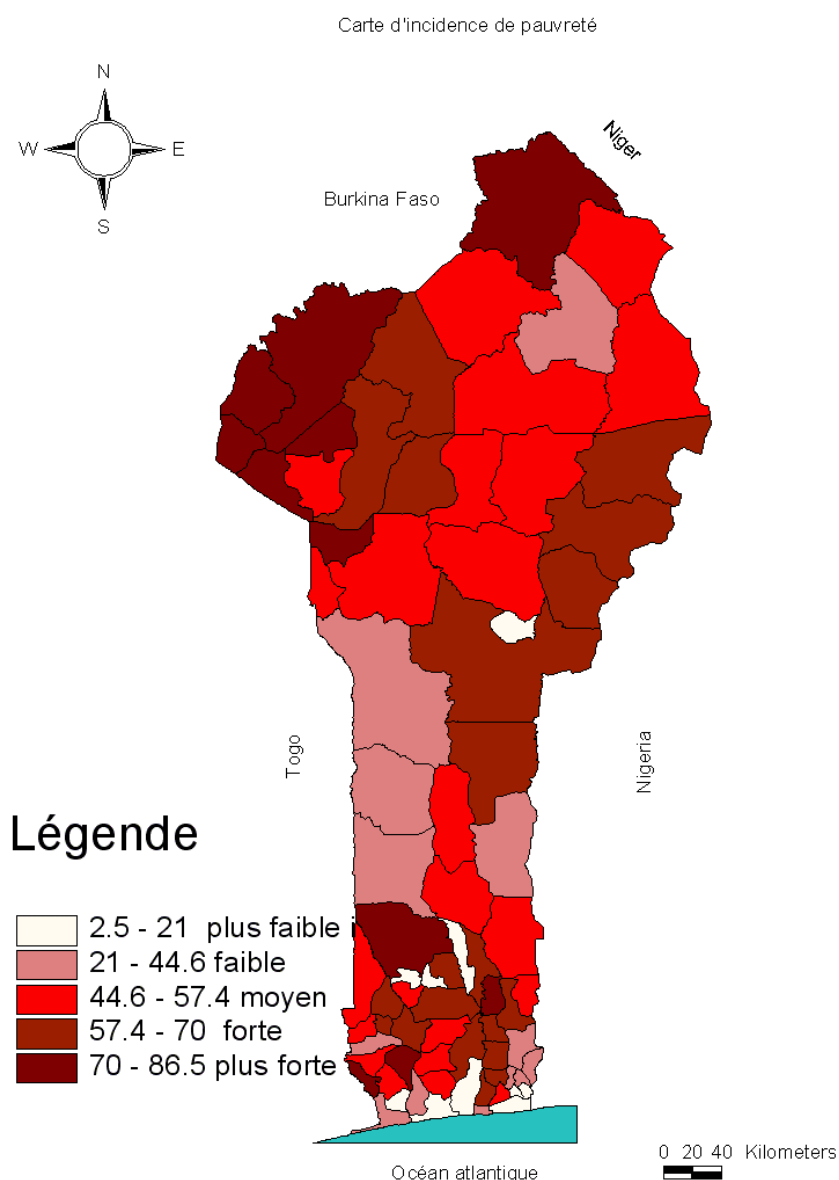 Carte d'incidence de pauvreté
N
W
E
S
Niger
Burkina Faso
Togo
Nigeria
Légende
2.5 - 21 plus faible i
21 - 44.6 faible
44.6 - 57.4 moyen
57.4 - 70 forte
70 - 86.5 plus forte
0 20 40 Kilometers
Océan atlantique